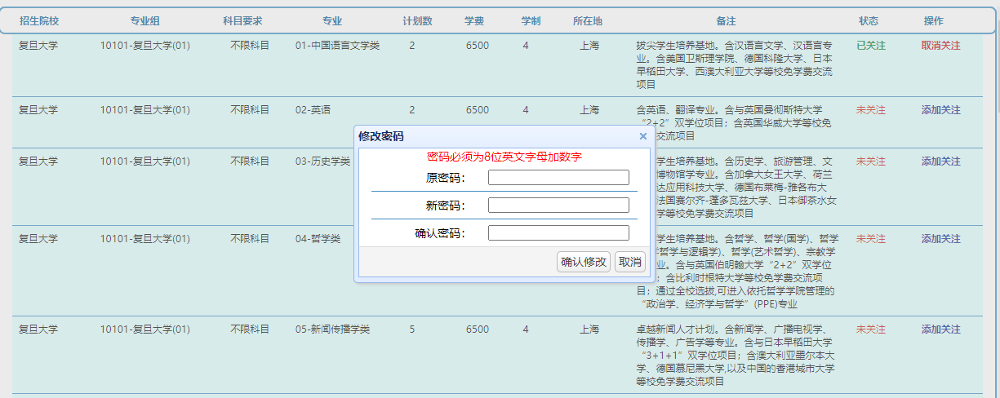 招生院校 专业组 科目要求 专业 计划数 学费 学制 所在地 备注 状态 操作
复旦大学 10101-复旦大学(01) 不限科目 01-中国语言文学类 2 6500 4 上海 拔尖学生培养基地。含汉语言文学、汉语言专 已关注 取消关注
业。含美国卫斯理学院、德国科隆大学、日本
早稻田大学、西澳大利亚大学等校免学费交流
项目
复旦大学 10101-复旦大学(01) 不限科目 02-英语 2 6500 4 上海 含英语、翻译专业。含与英国曼彻斯特大学 未关注 添加关注
“2+2”双学位项目；含英国华威大学等校免
交流项目
修改密码
密码必须为8位英文字母加数字
原密码：
新密码：
确认密码：
确认修改 取消
复旦大学 10101-复旦大学(01) 不限科目 03-历史学类 学生培养基地。含历史学、旅游管理、文 未关注 添加关注
博物馆学专业。含加拿大女王大学、荷兰
达应用科技大学、德国布莱梅-雅各布大
法国赛尔齐-蓬多瓦兹大学、日本御茶水女
学等校免学费交流项目
复旦大学 10101-复旦大学(01) 不限科目 04-哲学类 学生培养基地。含哲学、哲学(国学)、哲学 未关注 添加关注
哲学与逻辑学)、哲学(艺术哲学)、宗教学
业。含与英国伯明翰大学“2+2”双学位
；含比利时根特大学等校免学费交流项
目；通过全校选拔,可进入依托哲学学院管理的
“政治学、经济学与哲学”(PPE)专业
复旦大学 10101-复旦大学(01) 不限科目 05-新闻传播学类 5 6500 4 上海 卓越新闻人才计划。含新闻学、广播电视学、 未关注 添加关注
传播学、广告学等专业。含与日本早稻田大学
“3+1+1”双学位项目；含澳大利亚墨尔本大
学、德国慕尼黑大学,以及中国的香港城市大学
等校免学费交流项目